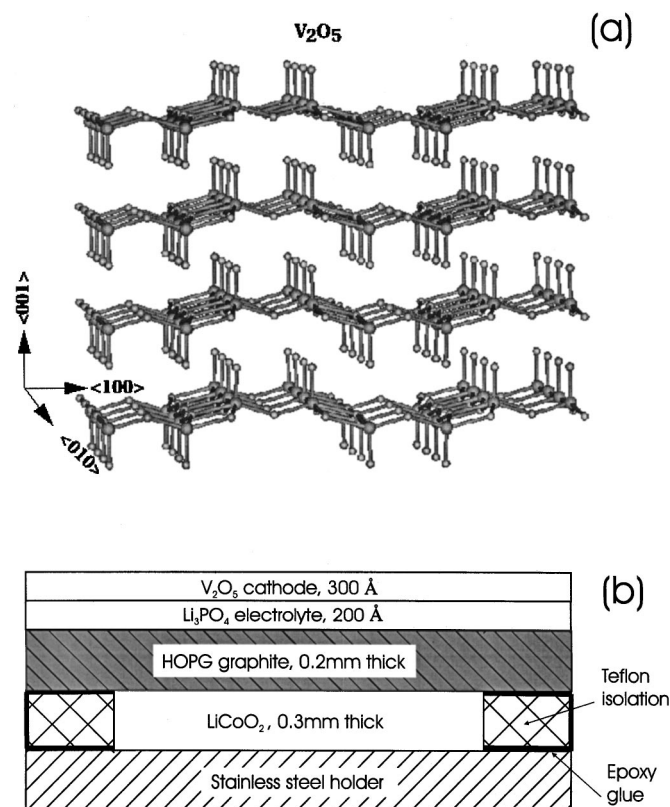 V₂O₅
(a)
<001>
<100>
<010>
(b)
V₂O₅ cathode, 300 Å
Li₃PO₄ electrolyte, 200 Å
HOPG graphite, 0.2mm thick
Teflon
isolation
LiCoO₂, 0.3mm thick
Stainless steel holder
Epoxy
glue